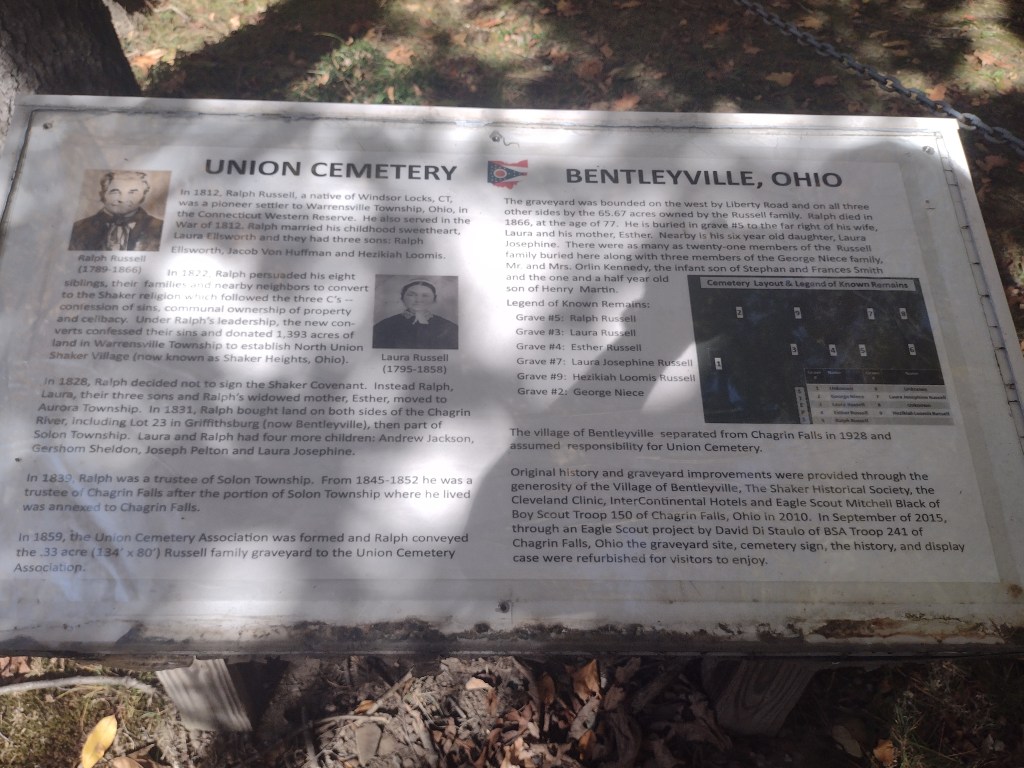 UNION CEMETERY
BENTLEYVILLE, OHIO
In 1812, Ralph Russell, a native of Windsor Locks, CT,
was a pioneer settler to Warrensville Township, Ohio, in
the Connecticut Western Reserve. He also served in the
War of 1812. Ralph married his childhood sweetheart,
Laura Ellsworth and they had three sons: Ralph
Ellsworth, Jacob Von Huffman and Hezikiah Loomis.
Ralph Russell
(1789-1866)
In 1822, Ralph persuaded his eight
siblings, their families and nearby neighbors to convert
to the Shaker religion which followed the three C's --
confession of sins, communal ownership of property
and celibacy. Under Ralph's leadership, the new con-
verts confessed their sins and donated 1,393 acres of
land in Warrensville Township to establish North Union
Shaker Village (now known as Shaker Heights, Ohio).
Laura Russell
(1795-1858)
In 1828, Ralph decided not to sign the Shaker Covenant. Instead Ralph,
Laura, their three sons and Ralph's widowed mother, Esther, moved to
Aurora Township. In 1831, Ralph bought land on both sides of the Chagrin
River, including Lot 23 in Griffithsburg (now Bentleyville), then part of
Solon Township. Laura and Ralph had four more children: Andrew Jackson,
Gershom Sheldon, Joseph Pelton and Laura Josephine.
In 1839, Ralph was a trustee of Solon Township. From 1845-1852 he was a
trustee of Chagrin Falls after the portion of Solon Township where he lived
was annexed to Chagrin Falls.
In 1859, the Union Cemetery Association was formed and Ralph conveyed
the .33 acre (134' x 80') Russell family graveyard to the Union Cemetery
Association.
The graveyard was bounded on the west by Liberty Road and on all three
other sides by the 65.67 acres owned by the Russell family. Ralph died in
1866, at the age of 77. He is buried in grave #5 to the far right of his wife,
Laura and his mother, Esther. Nearby is his six year old daughter, Laura
Josephine. There were as many as twenty-one members of the Russell
family buried here along with three members of the George Niece family,
Mr. and Mrs. Orlin Kennedy, the infant son of Stephan and Frances Smith
and the one and a half year old
son of Henry Martin.
Legend of Known Remains:
Grave #5: Ralph Russell
Grave #3: Laura Russell
Grave #4: Esther Russell
Grave #7: Laura Josephine Russell
Grave #9: Hezikiah Loomis Russell
Grave #2: George Niece
Cemetery Layout & Legend of Known Remains
2
7
1
3
4
5
6
The village of Bentleyville separated from Chagrin Falls in 1928 and
assumed responsibility for Union Cemetery.
Original history and graveyard improvements were provided through the
generosity of the Village of Bentleyville, The Shaker Historical Society, the
Cleveland Clinic, InterContinental Hotels and Eagle Scout Mitchell Black of
Boy Scout Troop 150 of Chagrin Falls, Ohio in 2010. In September of 2015,
through an Eagle Scout project by David Di Staulo of BSA Troop 241 of
Chagrin Falls, Ohio the graveyard site, cemetery sign, the history, and display
case were refurbished for visitors to enjoy.